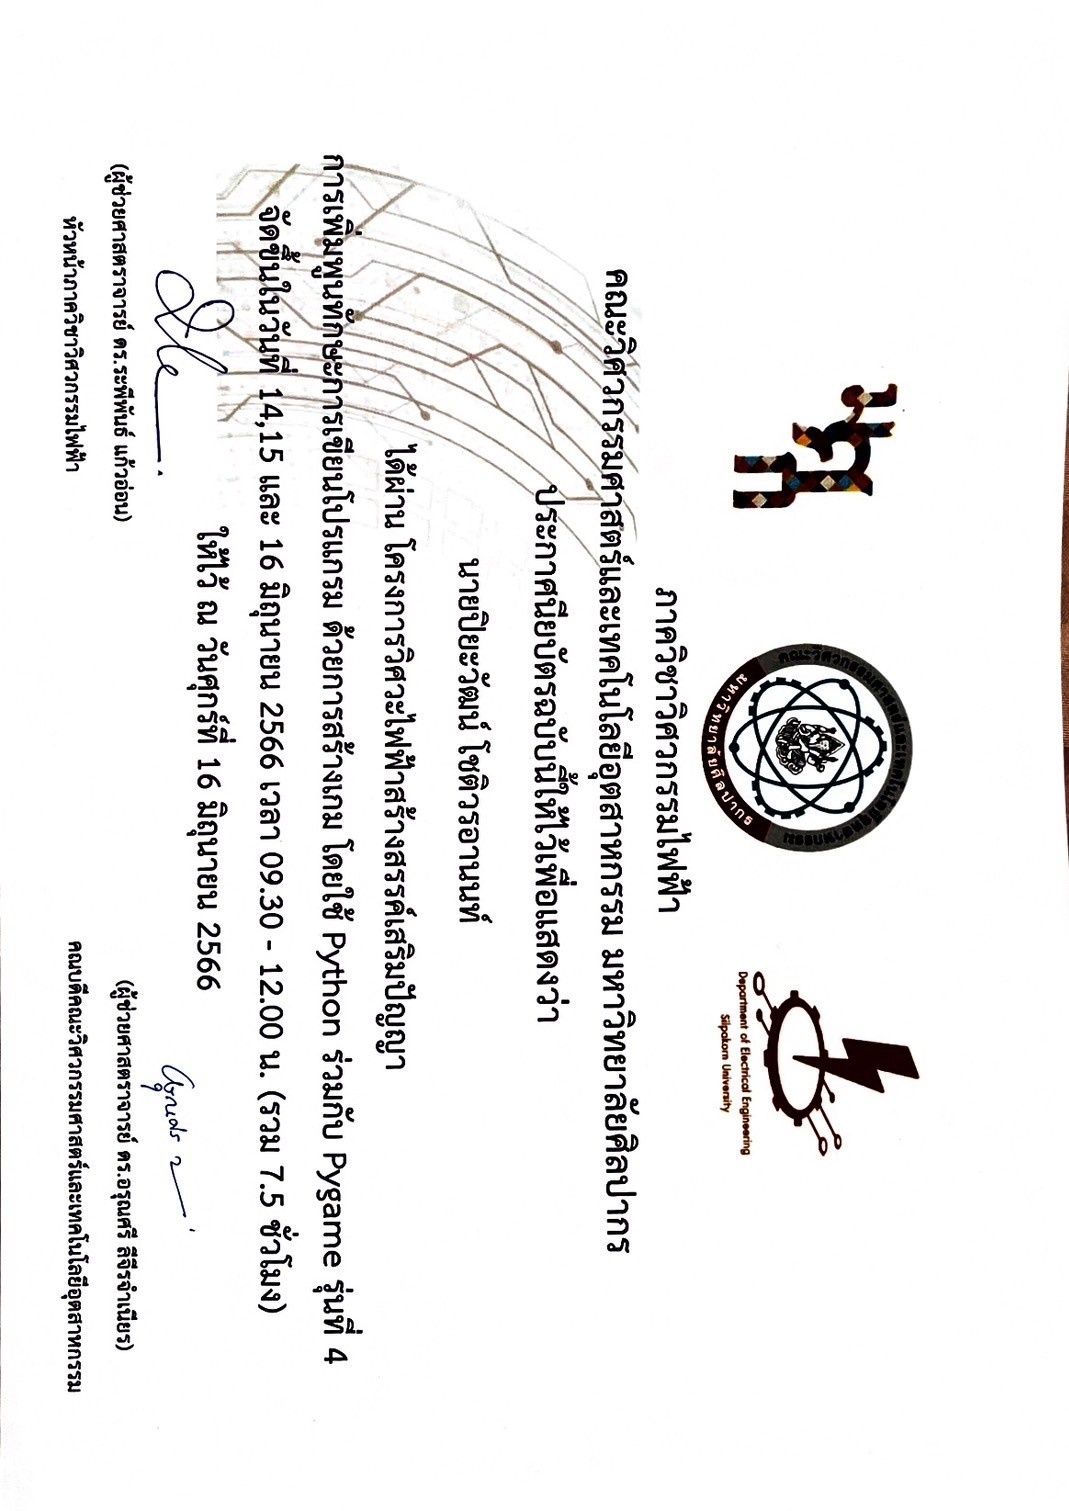 มศก
คณะวิศวกรรมศาสตร์และเทคโนโลยีอุตสาหกรรม
มหาวิทยาลัยศิลปากร
Department of Electrical Engineering
Silpakorn University
ภาควิชาวิศวกรรมไฟฟ้า
คณะวิศวกรรมศาสตร์และเทคโนโลยีอุตสาหกรรม มหาวิทยาลัยศิลปากร
ประกาศนียบัตรฉบับนี้ให้ไว้เพื่อแสดงว่า
นายปิยะวัฒน์ โชติวรอานนท์
ได้ผ่าน โครงการวิศวะไฟฟ้าสร้างสรรค์เสริมปัญญา
การเพิ่มพูนทักษะการเขียนโปรแกรม ด้วยการสร้างเกม โดยใช้ Python ร่วมกับ Pygame รุ่นที่ 4
จัดขึ้นในวันที่ 14,15 และ 16 มิถุนายน 2566 เวลา 09.30 - 12.00 น. (รวม 7.5 ชั่วโมง)
ให้ไว้ ณ วันศุกร์ที่ 16 มิถุนายน 2566
(ผู้ช่วยศาสตราจารย์ ดร.ระพีพันธ์ แก้วอ่อน)
หัวหน้าภาควิชาวิศวกรรมไฟฟ้า
(ผู้ช่วยศาสตราจารย์ ดร.อรุณศรี ลีจีรจำเนียร)
คณบดีคณะวิศวกรรมศาสตร์และเทคโนโลยีอุตสาหกรรม